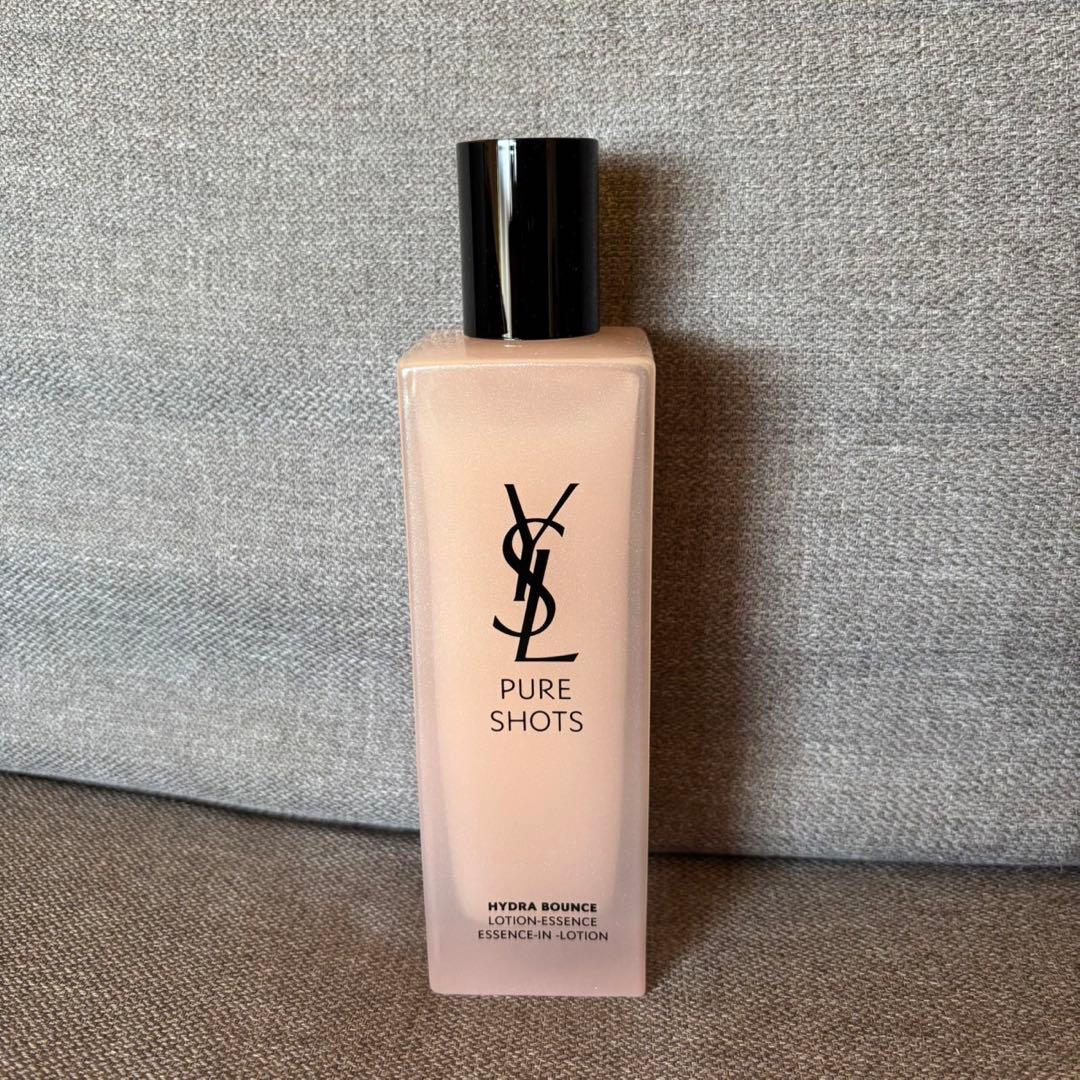 YSL
PURE
SHOTS
HYDRA BOUNCE
LOTION-ESSENCE
ESSENCE-IN -LOTION